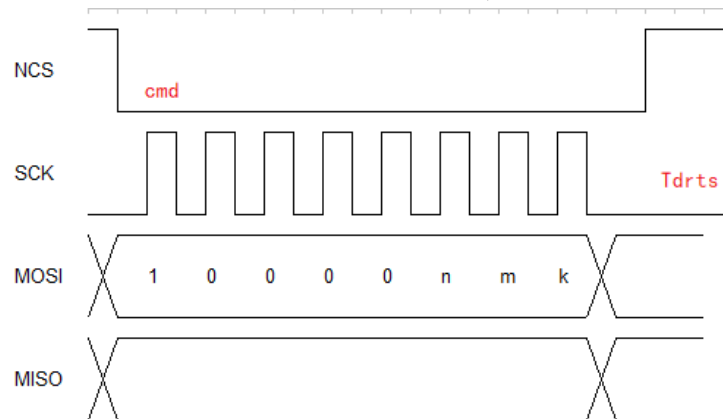 NCS
cmd
SCK
Tdrts
MOSI 1 0 0 0 0 n m k
MISO